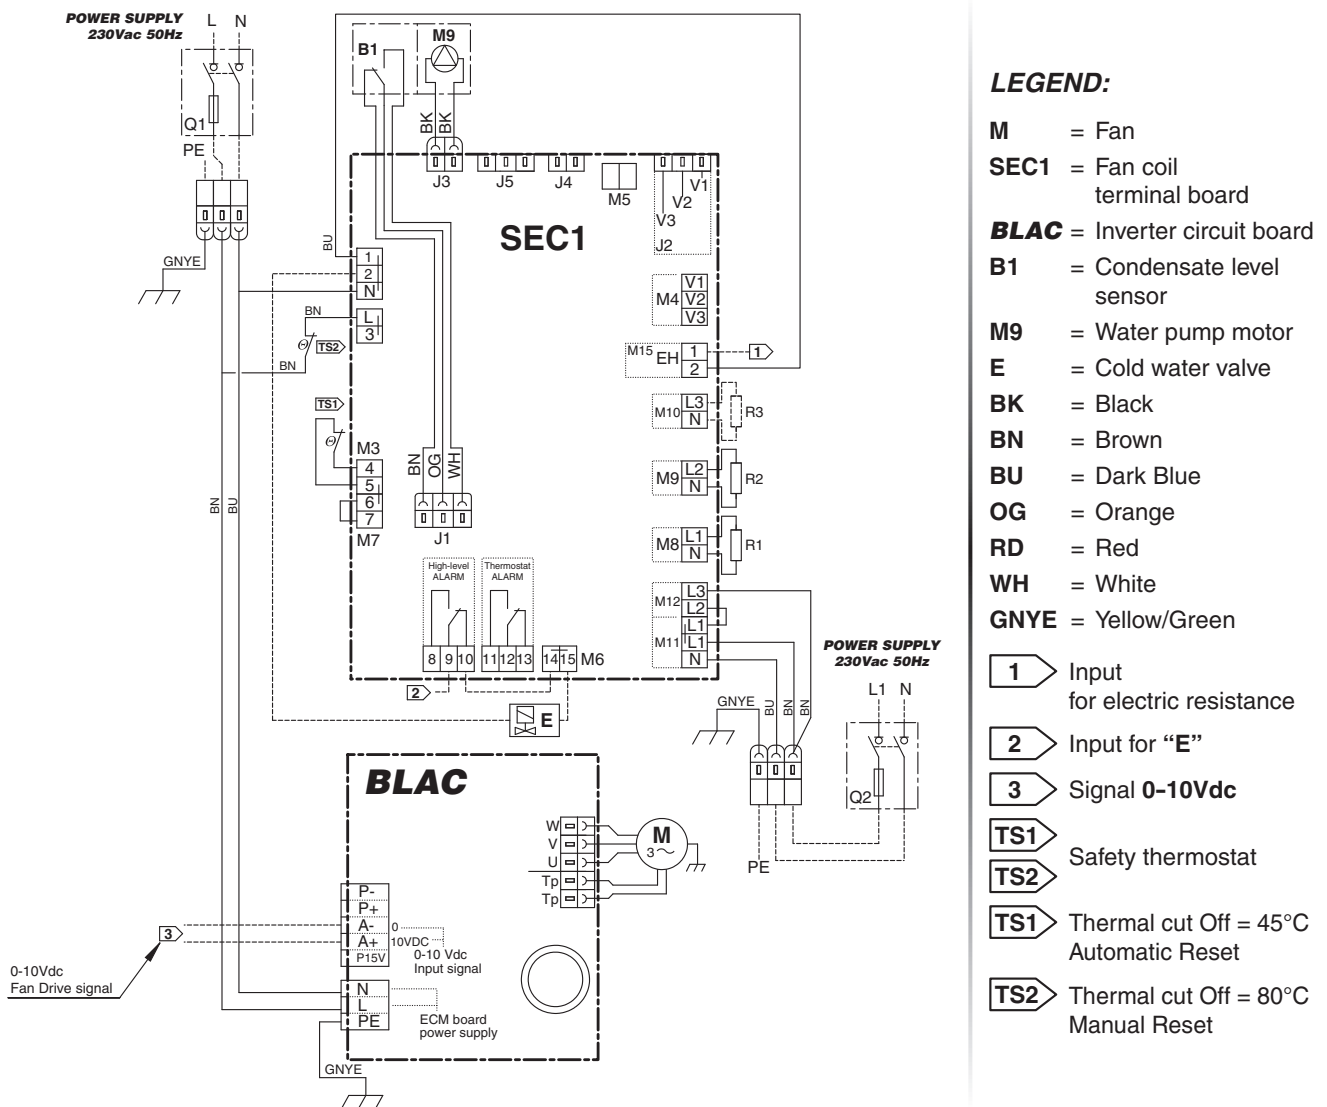 POWER SUPPLY
230Vac 50Hz
L N
Q1
PE
GNYE
B1
M9
BK
BK
J3
J5
J4
M5
V1
V2
V3
J2
SEC1
BU
1
2
N
L
3
BN
TS2
BN
TS1
M3
4
5
6
7
M7
BN
BU
BN
OG
WH
J1
M4
V1
V2
V3
M15
EH
1
2
1
M10
L3
N
R3
M9
L2
N
R2
M8
L1
N
R1
M12
L3
L2
M11
L1
L1
N
High-level
ALARM
Thermostat
ALARM
8 9 10
11 12 13
14 15
M6
2
E
POWER SUPPLY
230Vac 50Hz
L1 N
GNYE
BU
BN
BN
Q2
PE
BLAC
W
V
U
Tp
Tp
M
3
P-
P+
A-
A+
P15V
0
10VDC
0-10 Vdc
Input signal
3
0-10Vdc
Fan Drive signal
N
L
PE
ECM board
power supply
GNYE
LEGEND:
M = Fan
SEC1 = Fan coil
terminal board
BLAC = Inverter circuit board
B1 = Condensate level
sensor
M9 = Water pump motor
E = Cold water valve
BK = Black
BN = Brown
BU = Dark Blue
OG = Orange
RD = Red
WH = White
GNYE = Yellow/Green
1 Input
for electric resistance
2 Input for “E”
3 Signal 0-10Vdc
TS1
TS2
Safety thermostat
TS1 Thermal cut Off = 45°C
Automatic Reset
TS2 Thermal cut Off = 80°C
Manual Reset